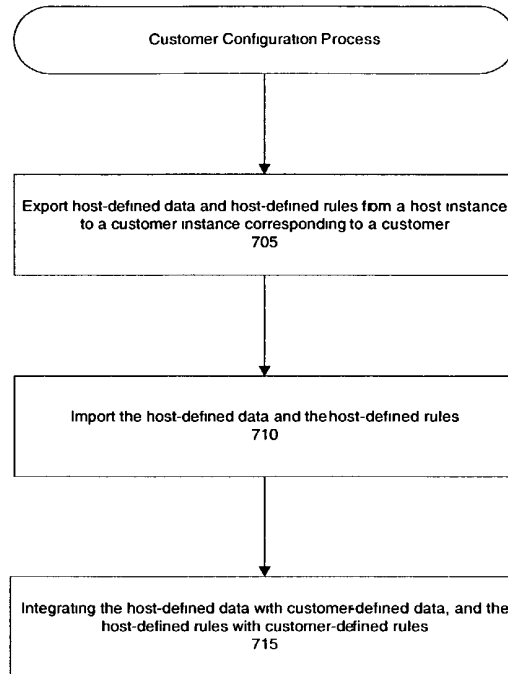 Customer Configuration Process
Export host-defined data and host-defined rules from a host instance
to a customer instance corresponding to a customer
705
Import the host-defined data and the host-defined rules
710
Integrating the host-defined data with customer-defined data, and the
host-defined rules with customer-defined rules
715